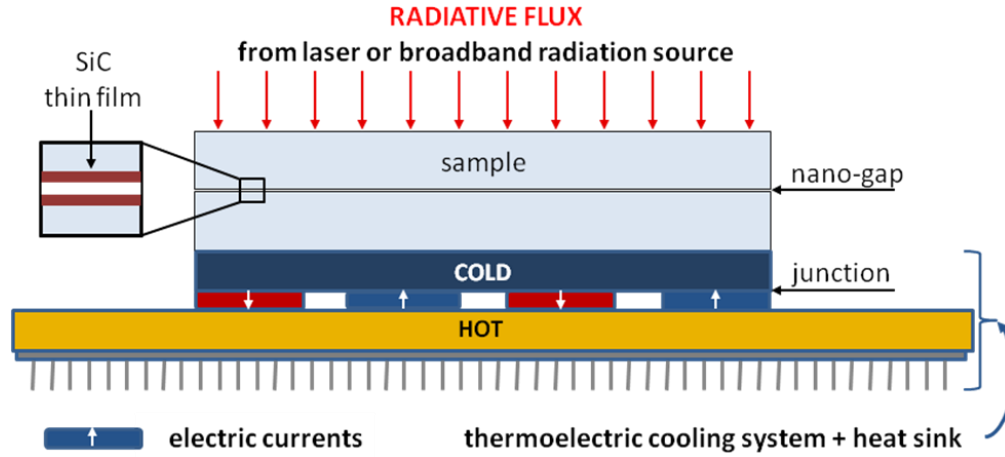 RADIATIVE FLUX
from laser or broadband radiation source
SiC
thin film
sample
nano-gap
COLD
junction
HOT
electric currents
thermoelectric cooling system + heat sink